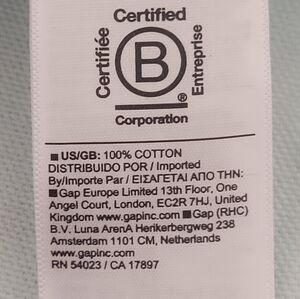 Certified
Certifiée
B
Entreprise
®
Corporation
■ US/GB: 100% COTTON
DISTRIBUIDO POR / Imported
By/Importe Par / ΕΙΣΑΓΕΤΑΙ ΑΠΟ ΤΗΝ:
■ Gap Europe Limited 13th Floor, One
Angel Court, London, EC2R 7HJ, United
Kingdom www.gapinc.com ■ Gap (RHC)
B.V. Luna ArenA Herikerbergweg 238
Amsterdam 1101 CM, Netherlands
www.gapinc.com
RN 54023 / CA 17897